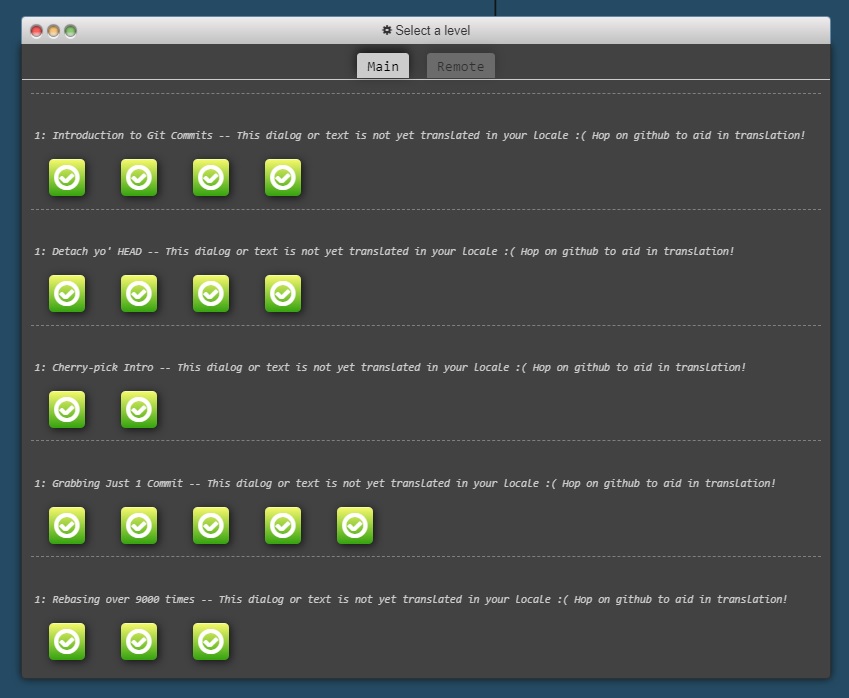 Select a level
Main Remote
1: Introduction to Git Commits -- This dialog or text is not yet translated in your locale :( Hop on github to aid in translation!
1: Detach yo' HEAD -- This dialog or text is not yet translated in your locale :( Hop on github to aid in translation!
1: Cherry-pick Intro -- This dialog or text is not yet translated in your locale :( Hop on github to aid in translation!
1: Grabbing Just 1 Commit -- This dialog or text is not yet translated in your locale :( Hop on github to aid in translation!
1: Rebasing over 9000 times -- This dialog or text is not yet translated in your locale :( Hop on github to aid in translation!